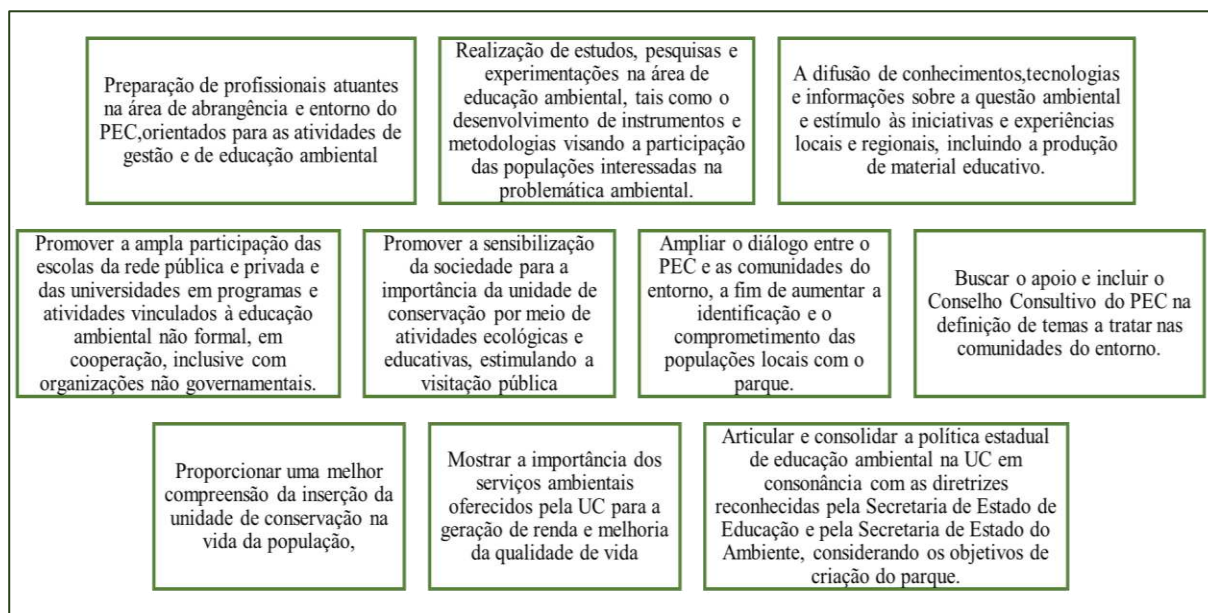 Preparação de profissionais atuantes
na área de abrangência e entorno do
PEC,orientados para as atividades de
gestão e de educação ambiental
Realização de estudos, pesquisas e
experimentações na área de
educação ambiental, tais como o
desenvolvimento de instrumentos e
metodologias visando a participação
das populações interessadas na
problemática ambiental.
A difusão de conhecimentos,tecnologias
e informações sobre a questão ambiental
e estímulo às iniciativas e experiências
locais e regionais, incluindo a produção
de material educativo.
Promover a ampla participação das
escolas da rede pública e privada e
das universidades em programas e
atividades vinculados à educação
ambiental não formal, em
cooperação, inclusive com
organizações não governamentais.
Promover a sensibilização
da sociedade para a
importância da unidade de
conservação por meio de
atividades ecológicas e
educativas, estimulando a
visitação pública
Ampliar o diálogo entre o
PEC e as comunidades do
entorno, a fim de aumentar a
identificação e o
comprometimento das
populações locais com o
parque.
Buscar o apoio e incluir o
Conselho Consultivo do PEC na
definição de temas a tratar nas
comunidades do entorno.
Proporcionar uma melhor
compreensão da inserção da
unidade de conservação na
vida da população,
Mostrar a importância dos
serviços ambientais
oferecidos pela UC para a
geração de renda e melhoria
da qualidade de vida
Articular e consolidar a política estadual
de educação ambiental na UC em
consonância com as diretrizes
reconhecidas pela Secretaria de Estado de
Educação e pela Secretaria de Estado do
Ambiente, considerando os objetivos de
criação do parque.